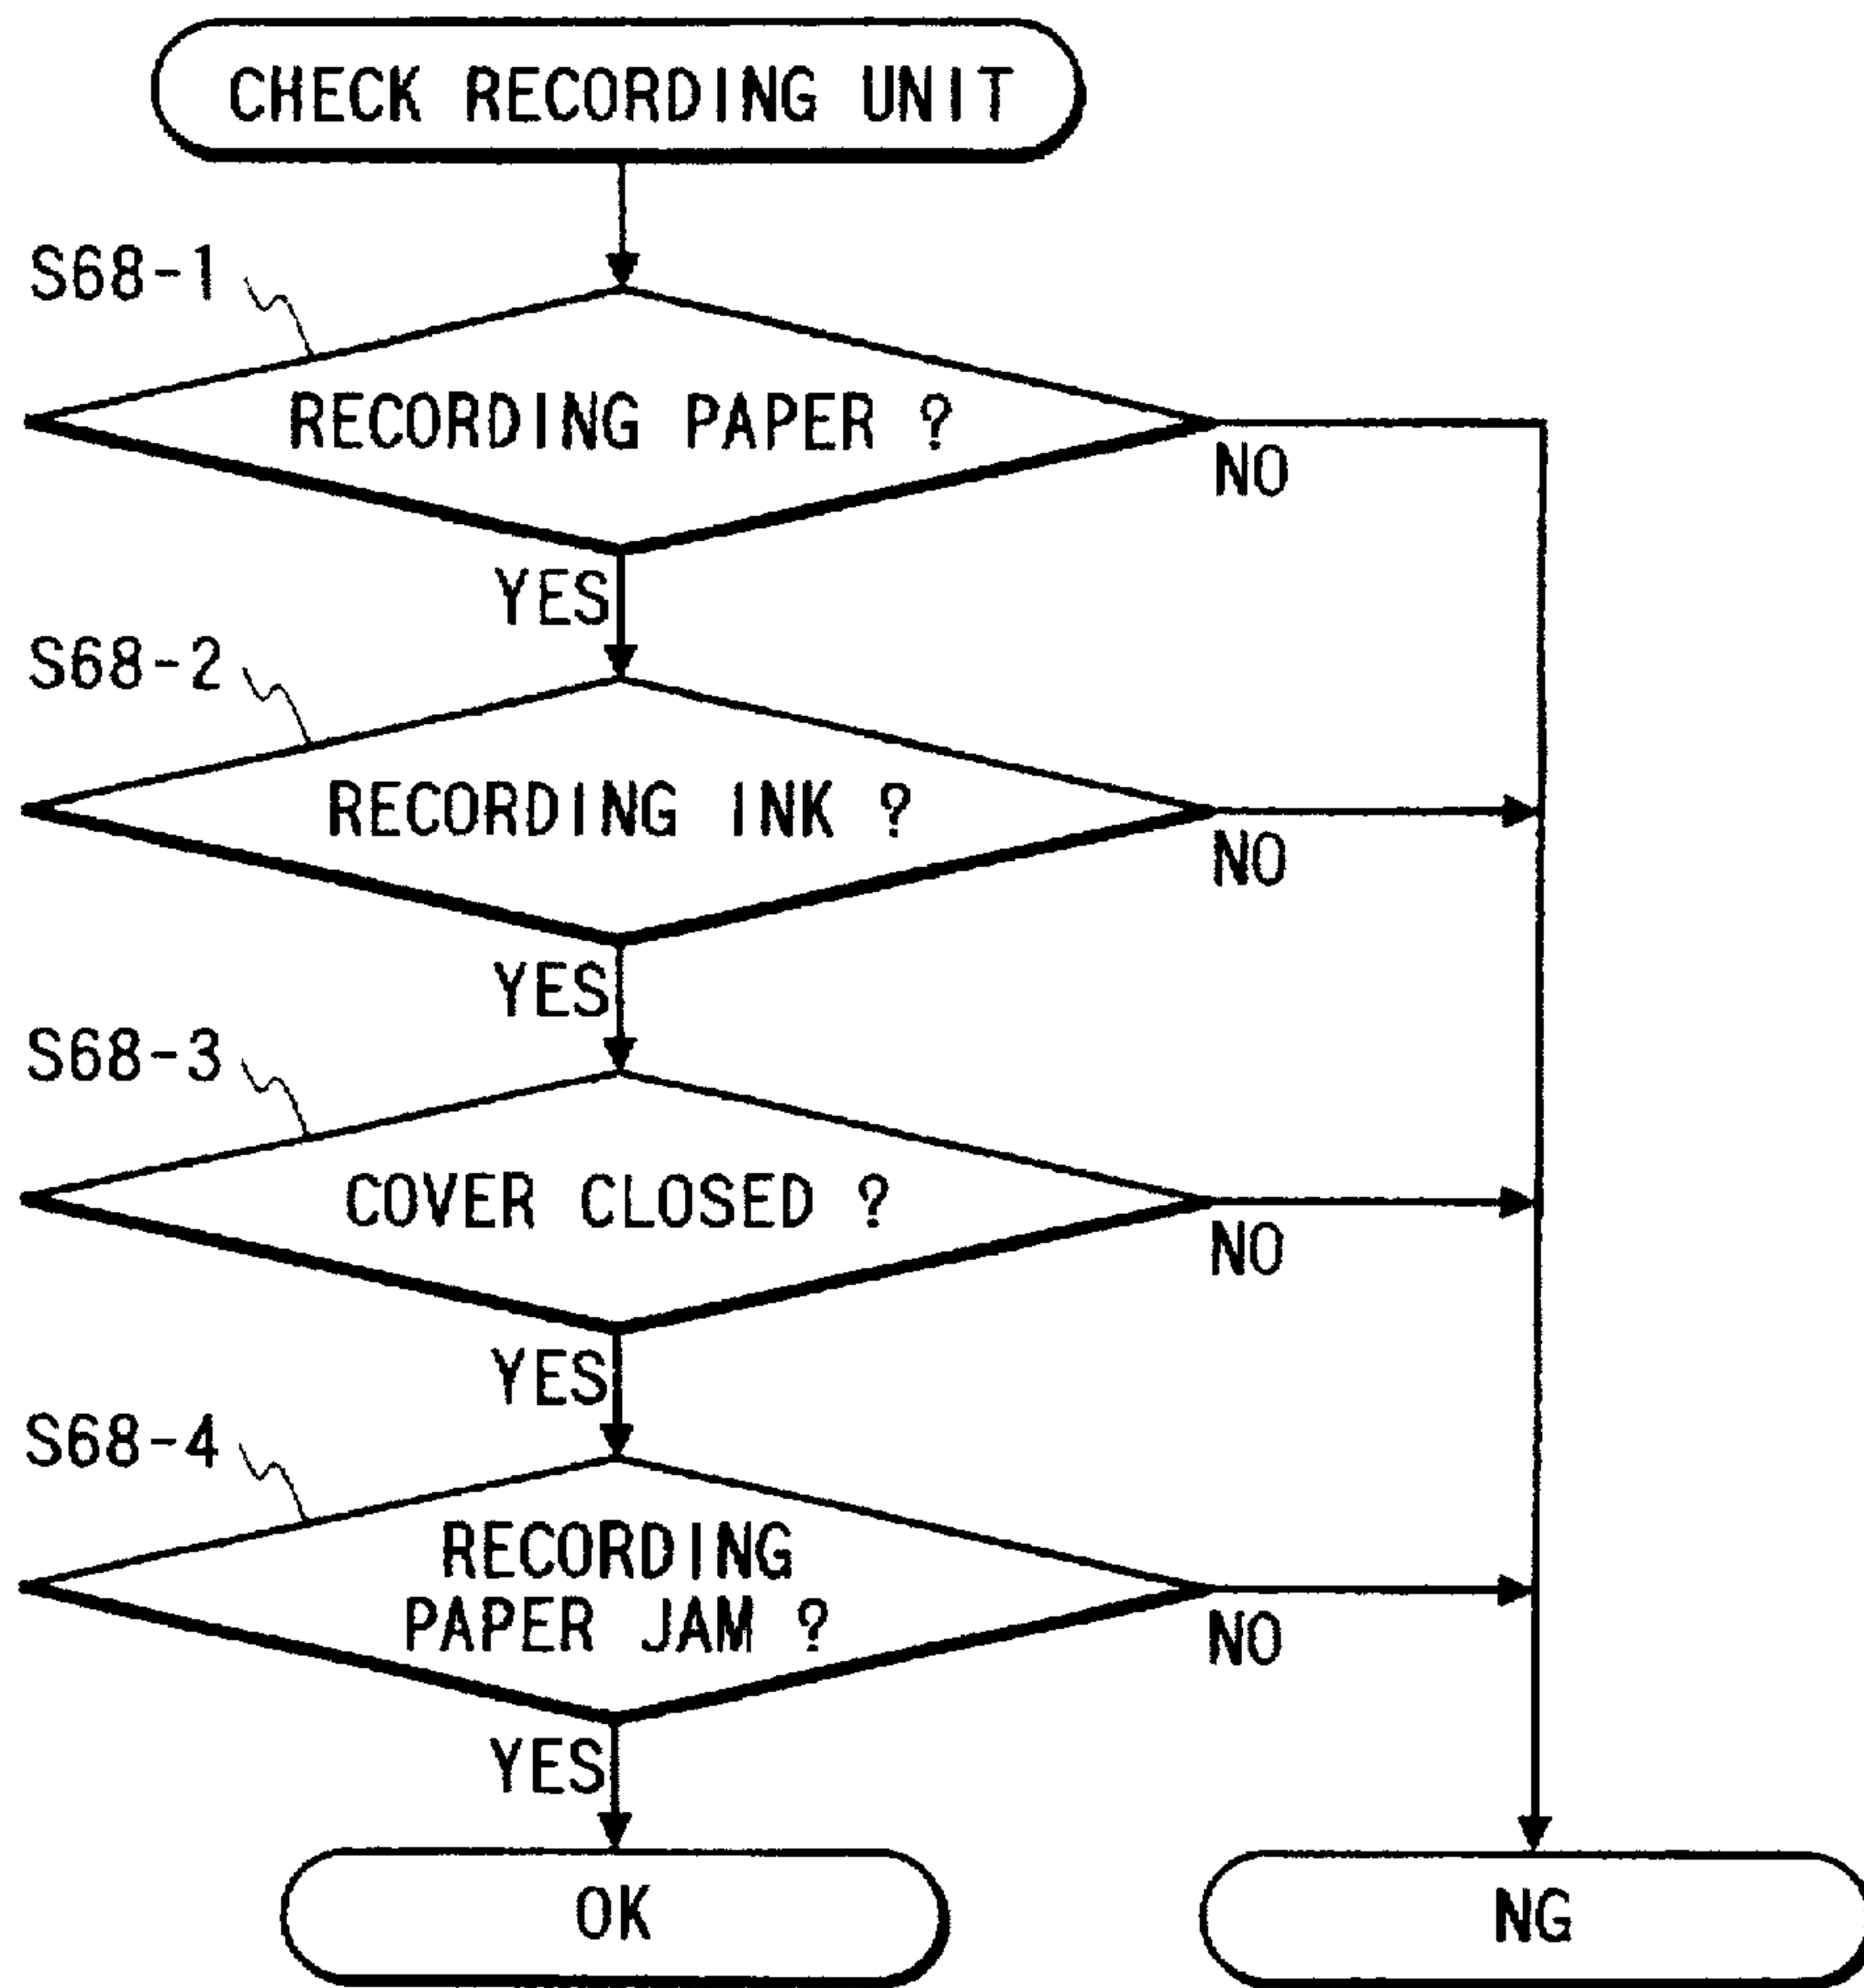 CHECK RECORDING UNIT
S68-1
RECORDING PAPER ?
NO
YES
S68-2
RECORDING INK ?
NO
YES
S68-3
COVER CLOSED ?
NO
YES
S68-4
RECORDING
PAPER JAM ?
NO
YES
OK
NG